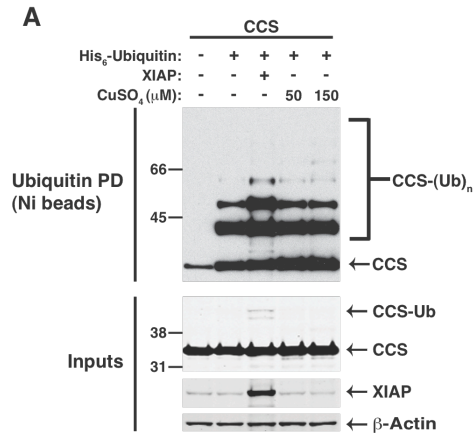 A
CCS
His6-Ubiquitin: - + + + +
XIAP: - - + - -
CuSO4 (μM): - - - 50 150
66
45
Ubiquitin PD
(Ni beads)
CCS-(Ub)n
CCS
CCS-Ub
38
CCS
31
Inputs
XIAP
β-Actin